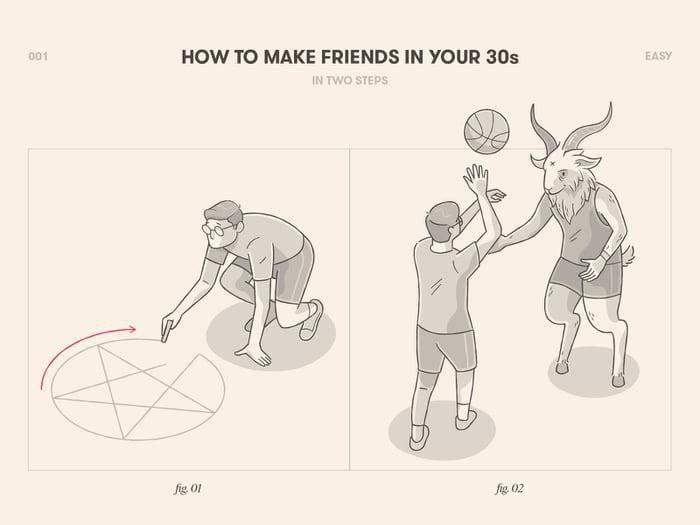 001
HOW TO MAKE FRIENDS IN YOUR 30s
EASY
IN TWO STEPS
fig. 01
fig. 02